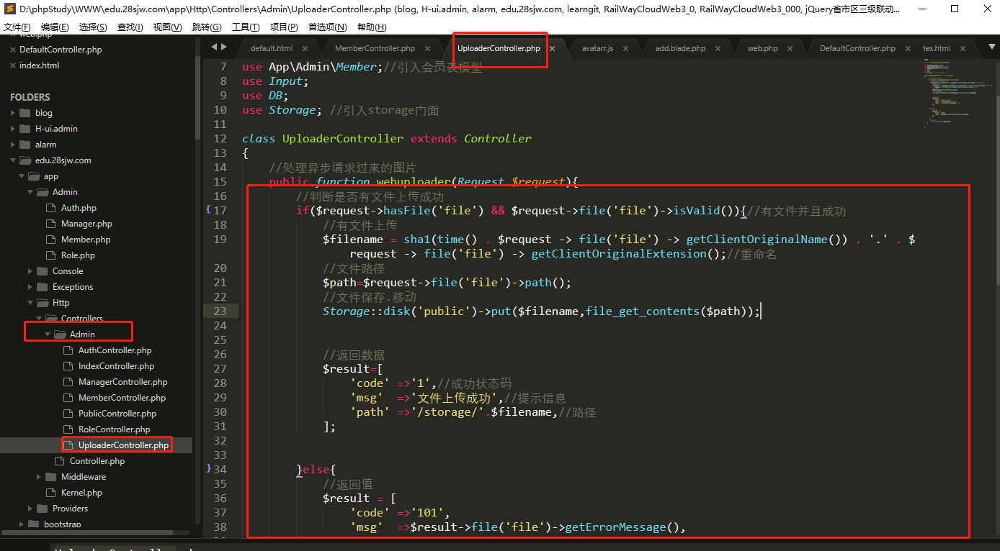 D:\phpStudy\WWW\edu.28sjw.com\app\Http\Controllers\Admin\UploaderController.php (blog, H-ui.admin, alarm, edu.28sjw.com, learngit, RailWayCloudWeb3_0, RailWayCloudWeb3_000, jQuery省市区三级联动...
文件(F) 编辑(E) 选择(S) 查找(I) 视图(V) 跳转(G) 工具(T) 项目(P) 首选项(N) 帮助(H)
web.php
DefaultController.php
index.html
FOLDERS
blog
H-ui.admin
alarm
edu.28sjw.com
app
Admin
Auth.php
Manager.php
Member.php
Role.php
Console
Exceptions
Http
Controllers
Admin
AuthController.php
IndexController.php
ManagerController.php
MemberController.php
PublicController.php
RoleController.php
UploaderController.php
Controller.php
Middleware
Kernel.php
Providers
bootstrap
default.html MemberController.php UploaderController.php avatarr.js add.blade.php web.php DefaultController.php ex.html
7 use App\Admin\Member;//引入会员表模型
8 use Input;
9 use DB;
10 use Storage; //引入storage门面
11
12 class UploaderController extends Controller
13 {
14 //处理异步请求过来的图片
15 public function webuploader(Request $request){
16 //判断是否有文件上传成功
17 if($request->hasFile('file') && $request->file('file')->isValid()){//有文件并且成功
18 //有文件上传
19 $filename = sha1(time() . $request -> file('file') -> getClientOriginalName()) . '.' . $
request -> file('file') -> getClientOriginalExtension();//重命名
20 //文件路径
21 $path=$request->file('file')->path();
22 //文件保存.移动
23 Storage::disk('public')->put($filename,file_get_contents($path));
24
25
26 //返回数据
27 $result=[
28 'code' =>'1',//成功状态码
29 'msg' =>'文件上传成功',//提示信息
30 'path' =>'/storage/'.$filename,//路径
31 ];
32
33
34 }else{
35 //返回值
36 $result = [
37 'code' =>'101',
38 'msg' =>$result->file('file')->getErrorMessage(),